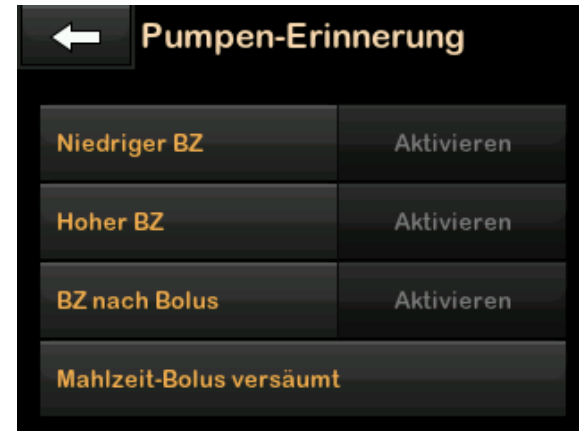 Pumpen-Erinnerung
Niedriger BZ Aktivieren
Hoher BZ Aktivieren
BZ nach Bolus Aktivieren
Mahlzeit-Bolus versäumt